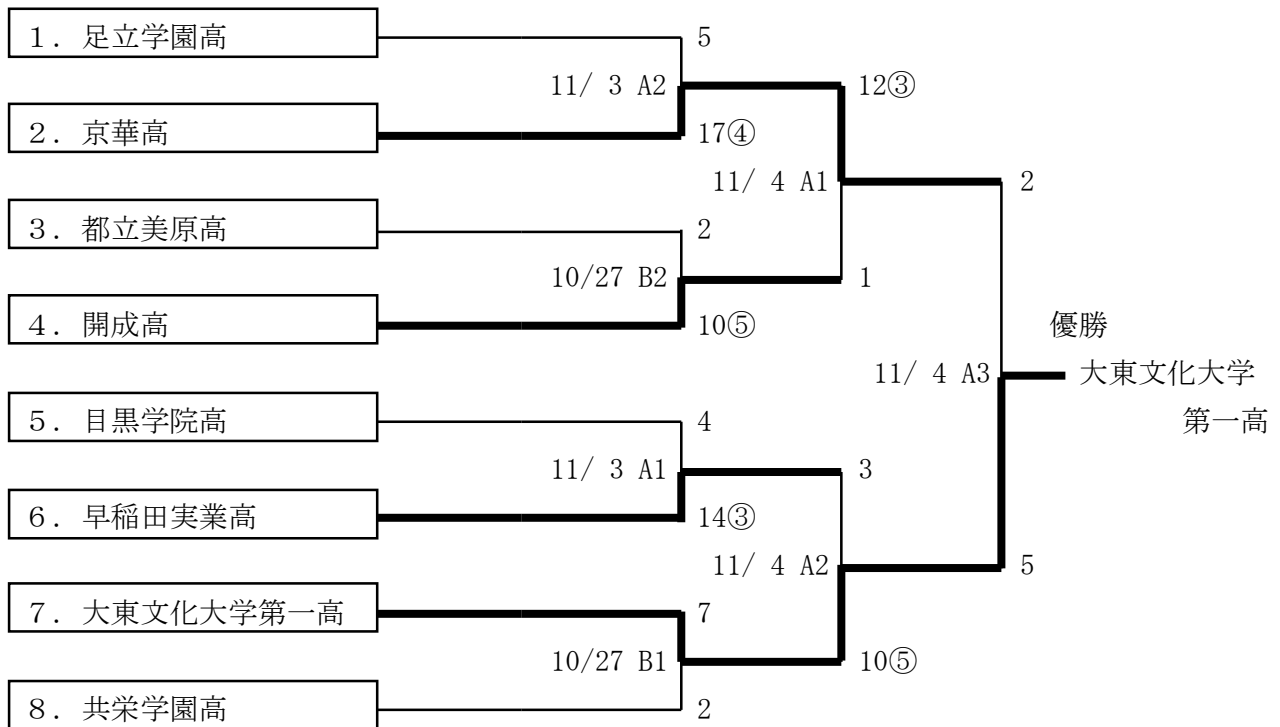 １．足立学園高
5
11/ 3 A2
12③
２．京華高
17④
11/ 4 A1
2
３．都立美原高
2
10/27 B2
1
４．開成高
10⑤
優勝
11/ 4 A3
大東文化大学
第一高
５．目黒学院高
4
11/ 3 A1
3
６．早稲田実業高
14③
11/ 4 A2
5
７．大東文化大学第一高
7
10/27 B1
10⑤
８．共栄学園高
2